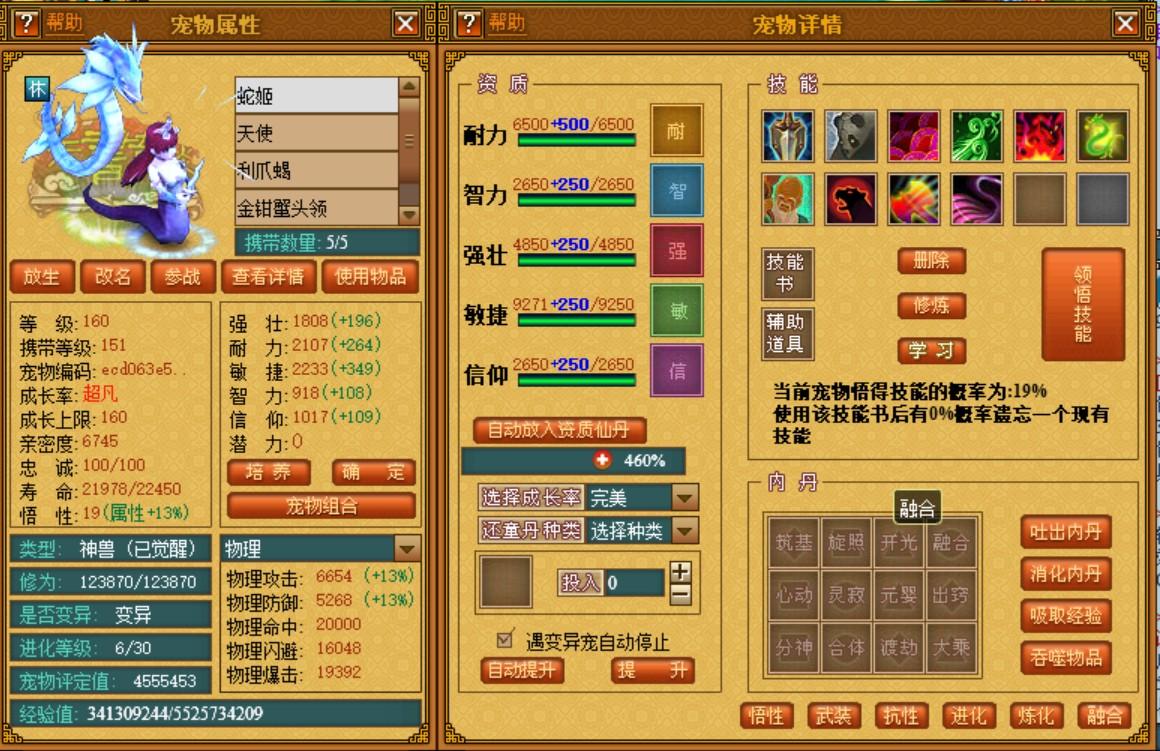 ? 帮助 宠物属性
休
蛇姬
天使
利爪蝎
金钳蟹头领
携带数量: 5/5
放生 改名 参战 查看详情 使用物品
等 级: 160
携带等级: 151
宠物编码: ecd063e5..
成长率: 超凡
成长上限: 160
亲密度: 6745
忠 诚: 100/100
寿 命: 21978/22450
悟 性: 19(属性+13%)
强 壮: 1808(+196)
耐 力: 2107(+264)
敏 捷: 2233(+349)
智 力: 918(+108)
信 仰: 1017(+109)
潜 力: 0
培 养 确 定
宠物组合
类型: 神兽（已觉醒）
修为: 123870/123870
是否变异: 变异
进化等级: 6/30
宠物评定值: 4555453
物理
物理攻击: 6654 (+13%)
物理防御: 5268 (+13%)
物理命中: 20000
物理闪避: 16048
物理爆击: 19392
经验值: 341309244/5525734209
? 帮助 宠物详情
资 质
耐力 6500+500/6500 耐
智力 2650+250/2650 智
强壮 4850+250/4850 强
敏捷 9271+250/9250 敏
信仰 2650+250/2650 信
自动放入资质仙丹
460%
选择成长率 完美
还童丹种类 选择种类
投入 0
遇变异宠自动停止
自动提升 提 升
技 能
技能书
辅助道具
删除
修炼
学 习
领悟技能
当前宠物悟得技能的概率为:19%
使用该技能书后有0%概率遗忘一个现有
技能
内 丹
融合
筑基 旋照 开光 融合
心动 灵寂 元婴 出窍
分神 合体 渡劫 大乘
吐出内丹
消化内丹
吸取经验
吞噬物品
悟性 武装 抗性 进化 炼化 融合